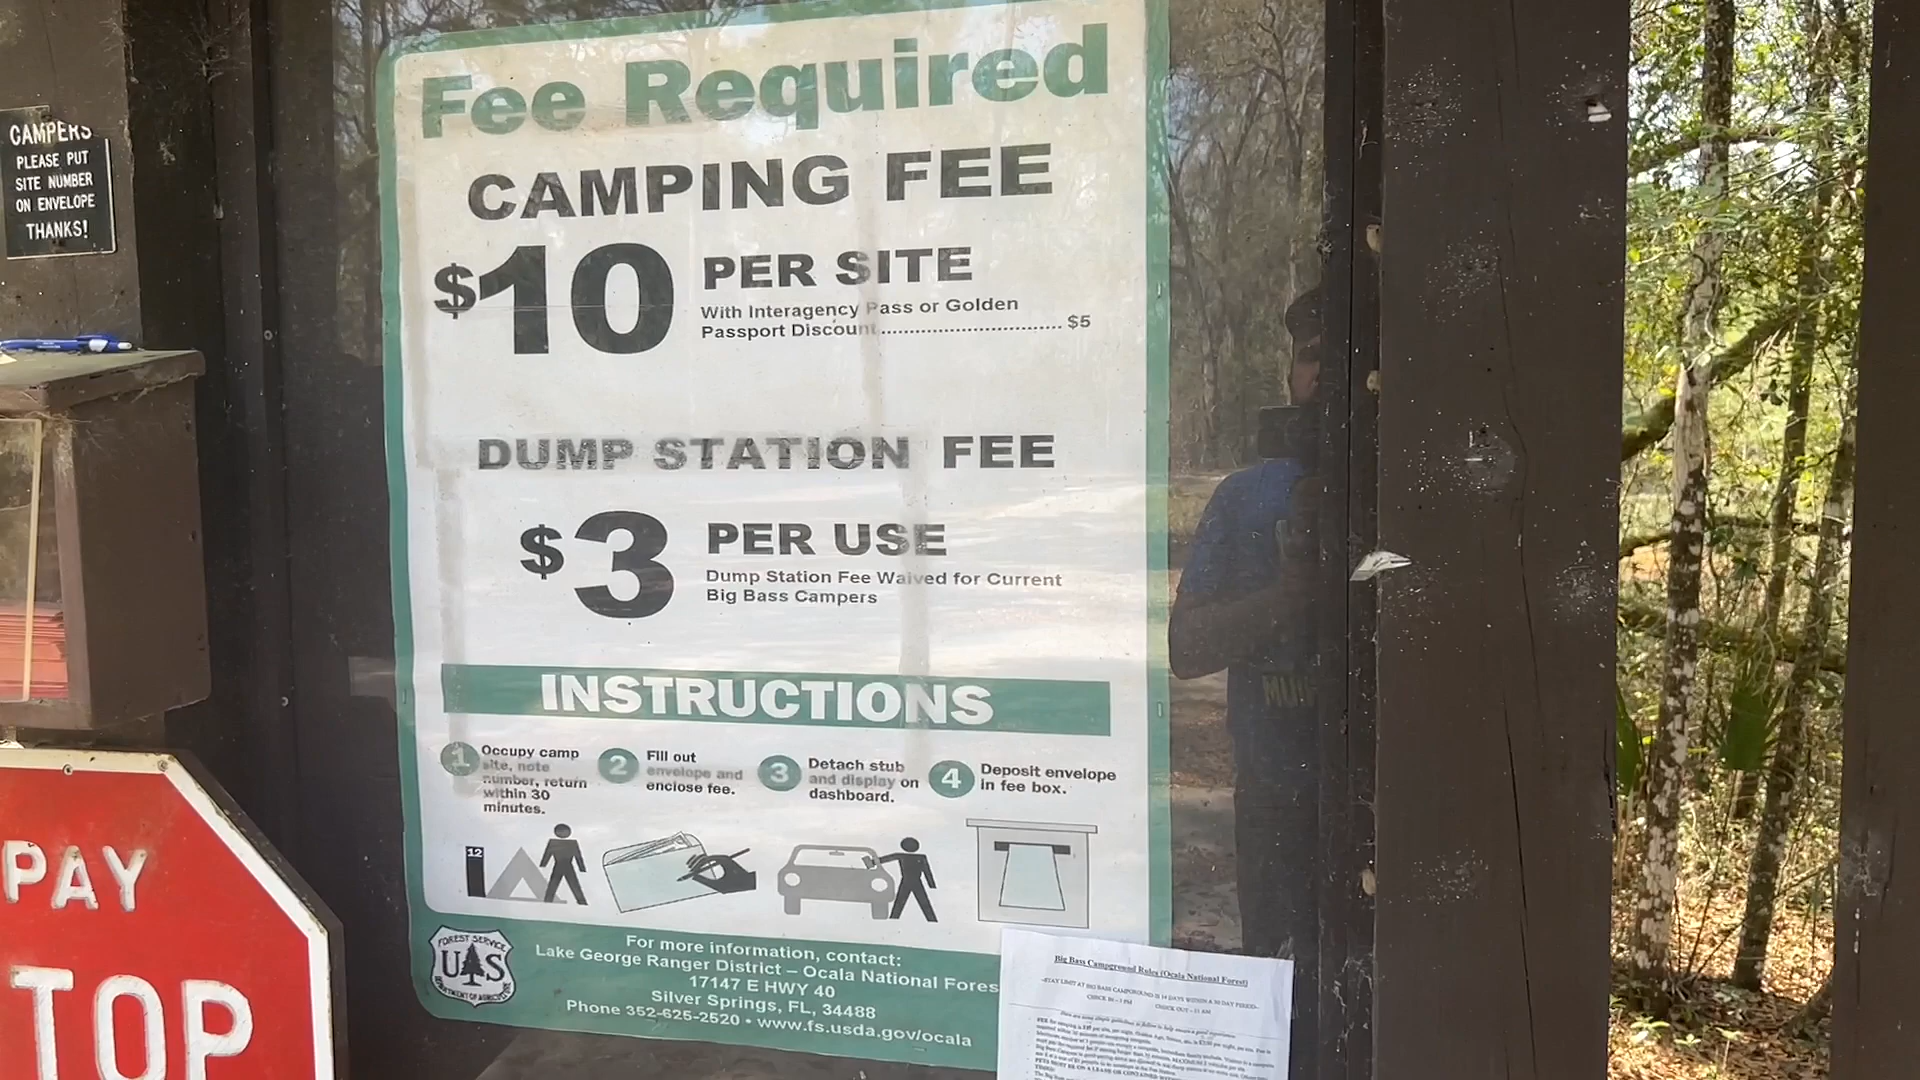 CAMPERS
PLEASE PUT
SITE NUMBER
ON ENVELOPE
THANKS!
Fee Required
CAMPING FEE
$10 PER SITE
With Interagency Pass or Golden
Passport Discount................................ $5
DUMP STATION FEE
$3 PER USE
Dump Station Fee Waived for Current
Big Bass Campers
INSTRUCTIONS
1 Occupy camp
site, note
number, return
within 30
minutes.
2 Fill out
envelope and
enclose fee.
3 Detach stub
and display on
dashboard.
4 Deposit envelope
in fee box.
12
FOREST SERVICE
UAS
DEPARTMENT OF AGRICULTURE
For more information, contact:
Lake George Ranger District – Ocala National Fores
17147 E HWY 40
Silver Springs, FL, 34488
Phone 352-625-2520 • www.fs.usda.gov/ocala
PAY
TOP
Big Bass Campground Rules (Ocala National Forest)
-STAY LIMIT AT BIG BASS CAMPGROUND IS 14 DAYS WITHIN A 30 DAY PERIOD-
CHECK IN – 1 PM CHECK OUT – 11 AM